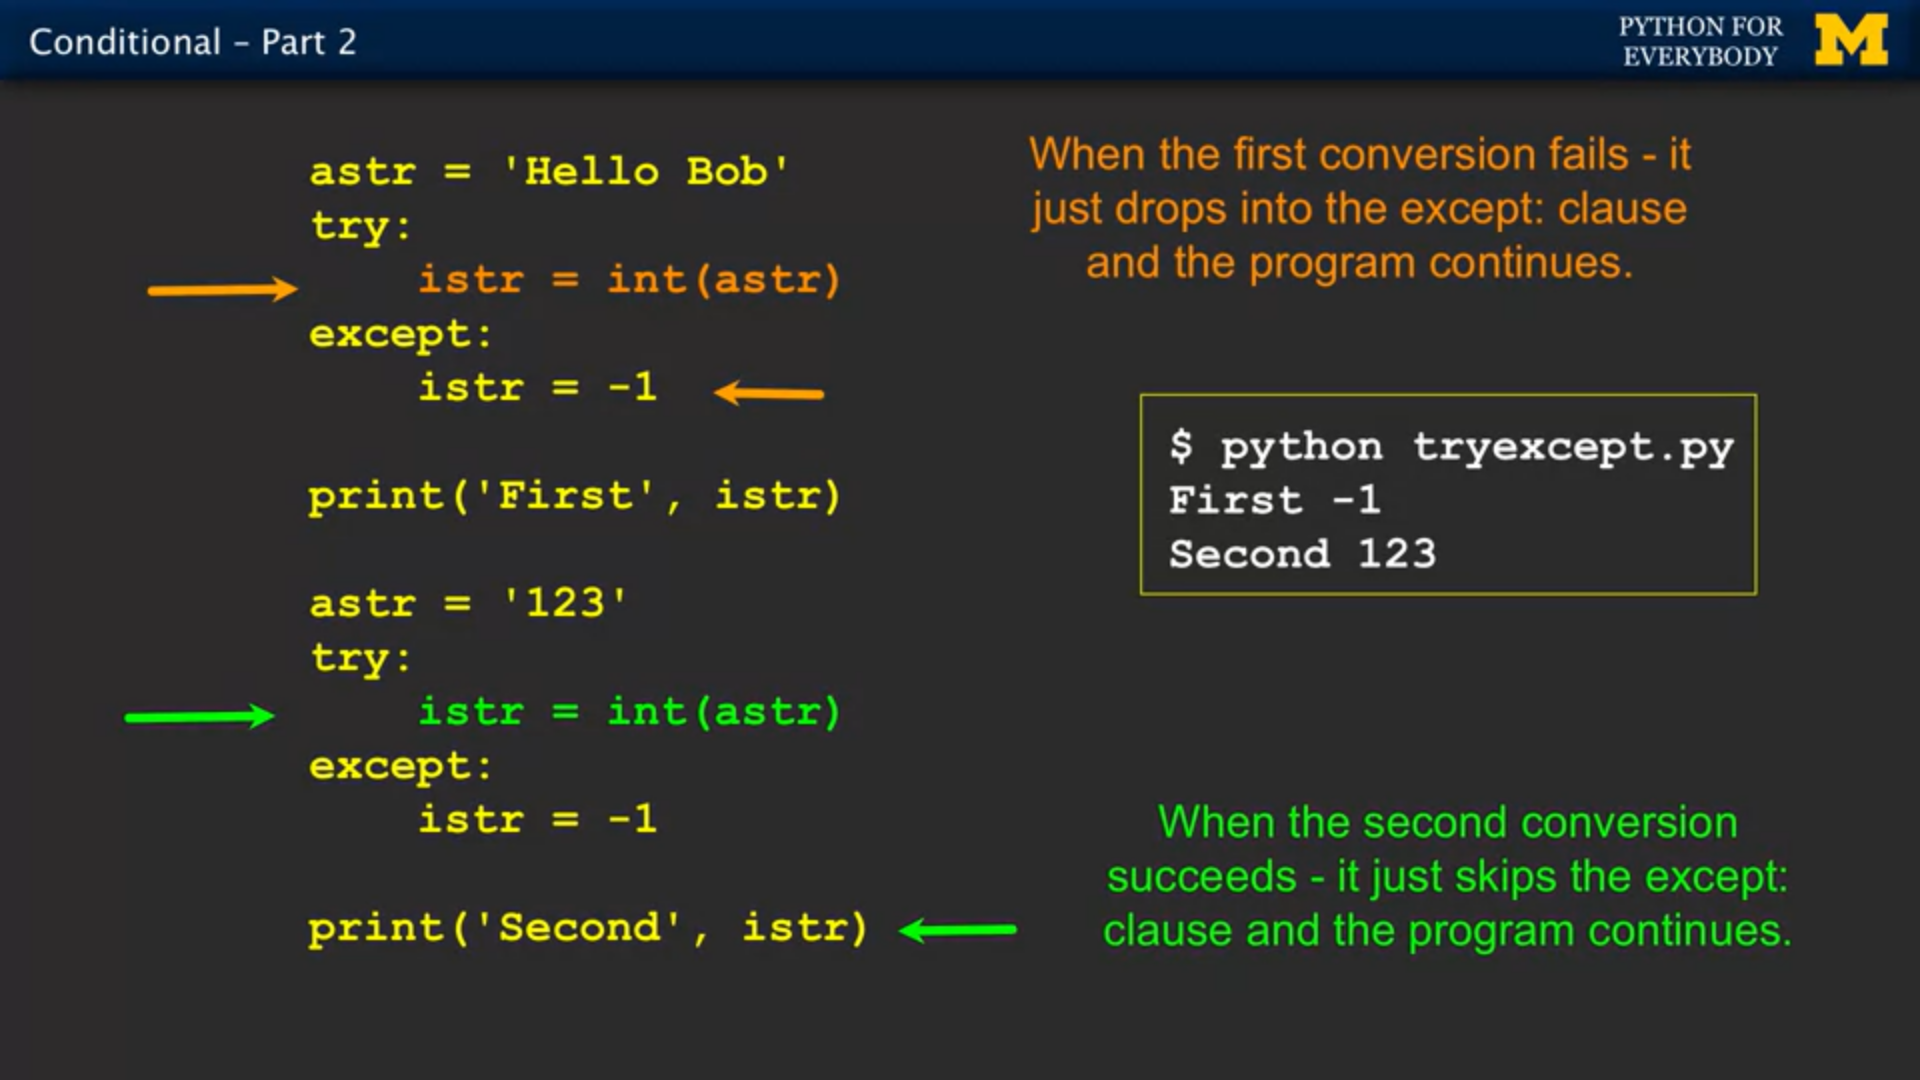 Conditional – Part 2
PYTHON FOR
EVERYBODY
M
astr = 'Hello Bob'
try:
    istr = int(astr)
except:
    istr = -1
print('First', istr)
astr = '123'
try:
    istr = int(astr)
except:
    istr = -1
print('Second', istr)
When the first conversion fails - it
just drops into the except: clause
and the program continues.
$ python tryexcept.py
First -1
Second 123
When the second conversion
succeeds - it just skips the except:
clause and the program continues.